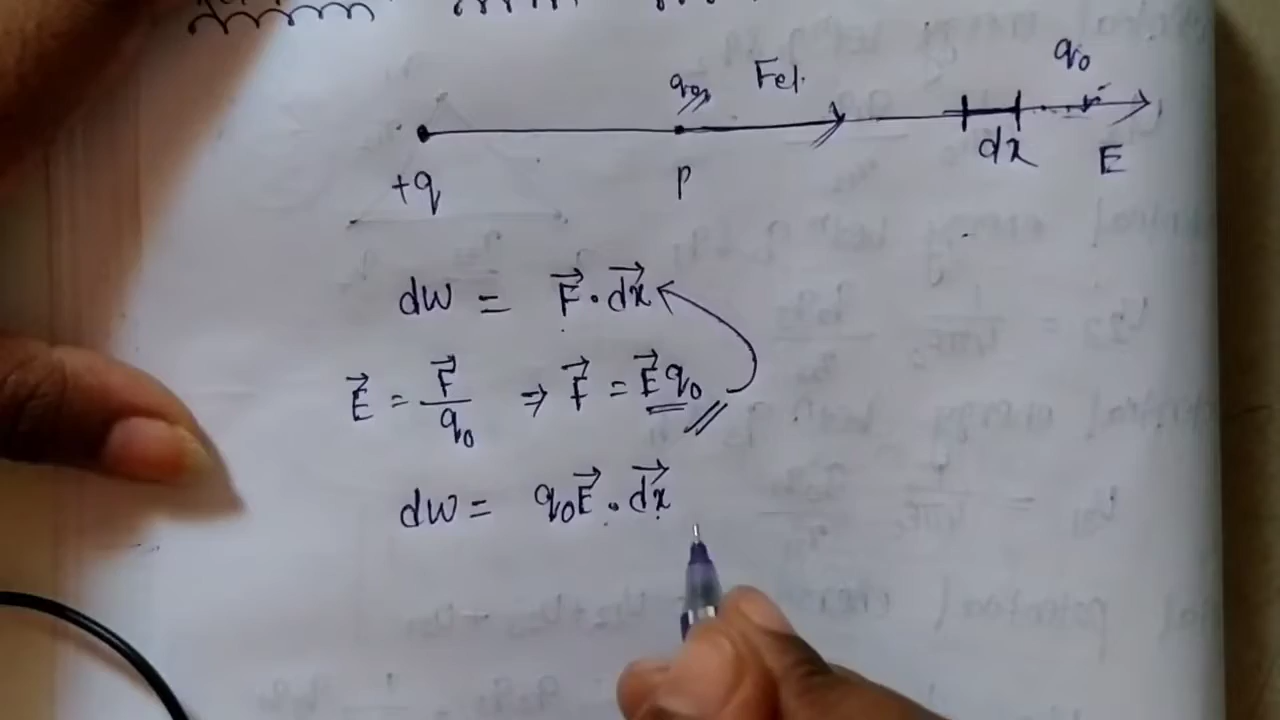 q₀ Fel. q₀
+q P dx E
dw = F⃗ · dx⃗
E⃗ = F⃗/q₀ ⇒ F⃗ = E⃗q₀
dw = q₀E⃗ · dx⃗